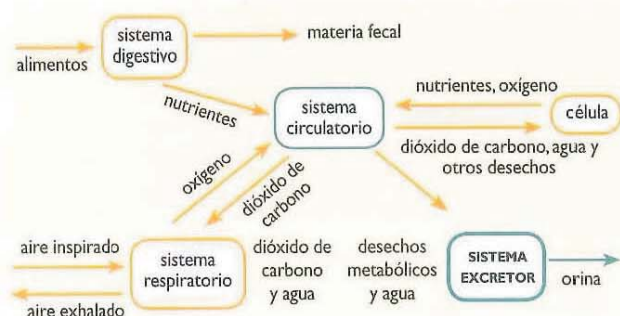 sistema
digestivo
materia fecal
alimentos
nutrientes
sistema
circulatorio
nutrientes, oxígeno
célula
dióxido de carbono, agua y
otros desechos
oxígeno
dióxido de
carbono
aire inspirado
aire exhalado
sistema
respiratorio
dióxido de
carbono
y agua
desechos
metabólicos
y agua
SISTEMA
EXCRETOR
orina